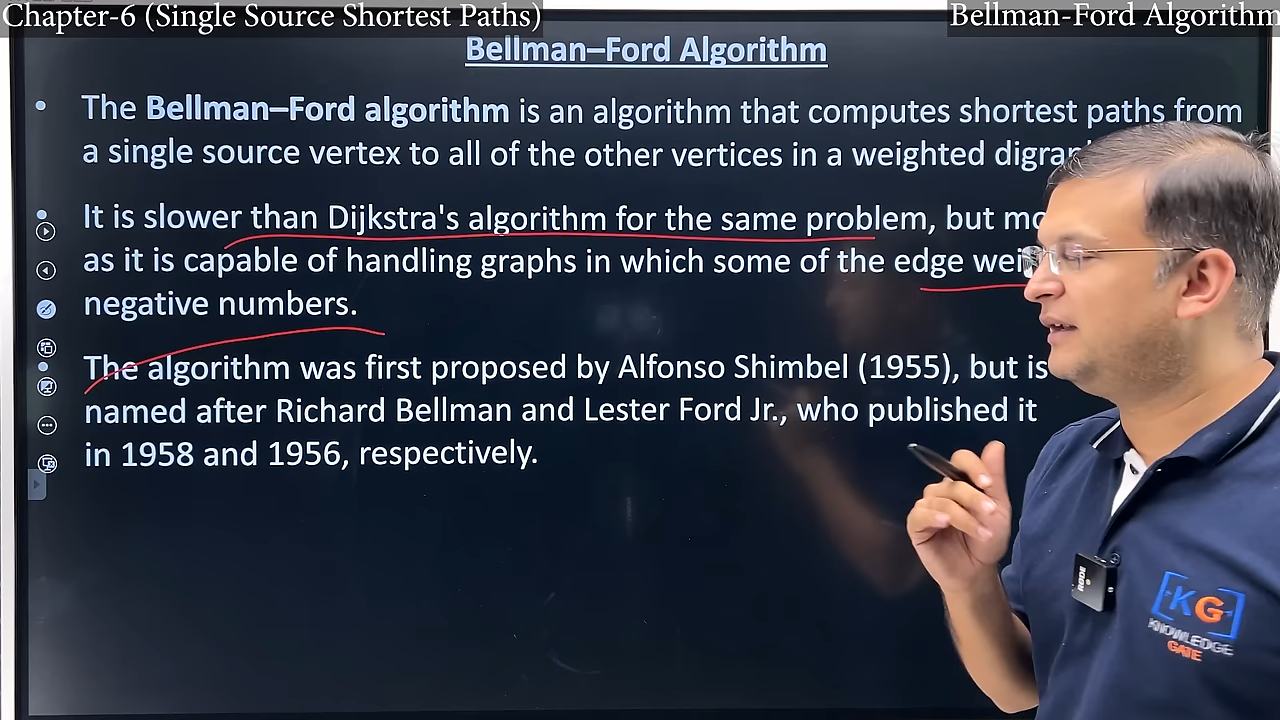 Chapter-6 (Single Source Shortest Paths)
Bellman-Ford Algorithm
Bellman–Ford Algorithm
• The Bellman–Ford algorithm is an algorithm that computes shortest paths from
a single source vertex to all of the other vertices in a weighted
• It is slower than Dijkstra's algorithm for the same problem, but
as it is capable of handling graphs in which some of the edge
negative numbers.
• The algorithm was first proposed by Alfonso Shimbel (1955), but is
named after Richard Bellman and Lester Ford Jr., who published it
in 1958 and 1956, respectively.
RODE
KG
KNOWLEDGE
GATE